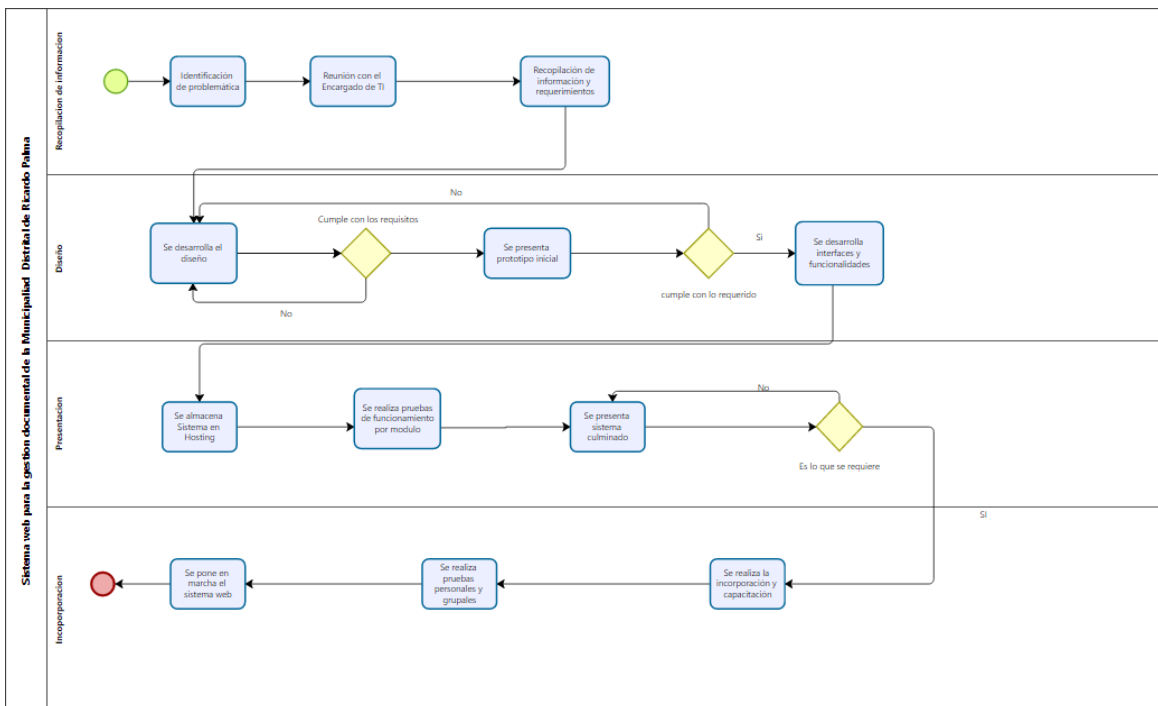 Sistema web para la gestion documental de la Municipaliad Distrital de Ricardo Palma
Recopilacion de informacion
Identificación
de problemática
Reunión con el
Encargado de TI
Recopilación de
información y
requerimientos
Diseño
No
Cumple con los requisitos
Se desarrolla el
diseño
Se presenta
prototipo inicial
Si
Se desarrolla
interfaces y
funcionalidades
cumple con lo requerido
No
Presentacion
No
Se almacena
Sistema en
Hosting
Se realiza pruebas
de funcionamiento
por modulo
Se presenta
sistema
culminado
Es lo que se requiere
SI
Incoporporacion
Se pone en
marcha el
sistema web
Se realiza
pruebas
personales y
grupales
Se realiza la
incorporación y
capacitación